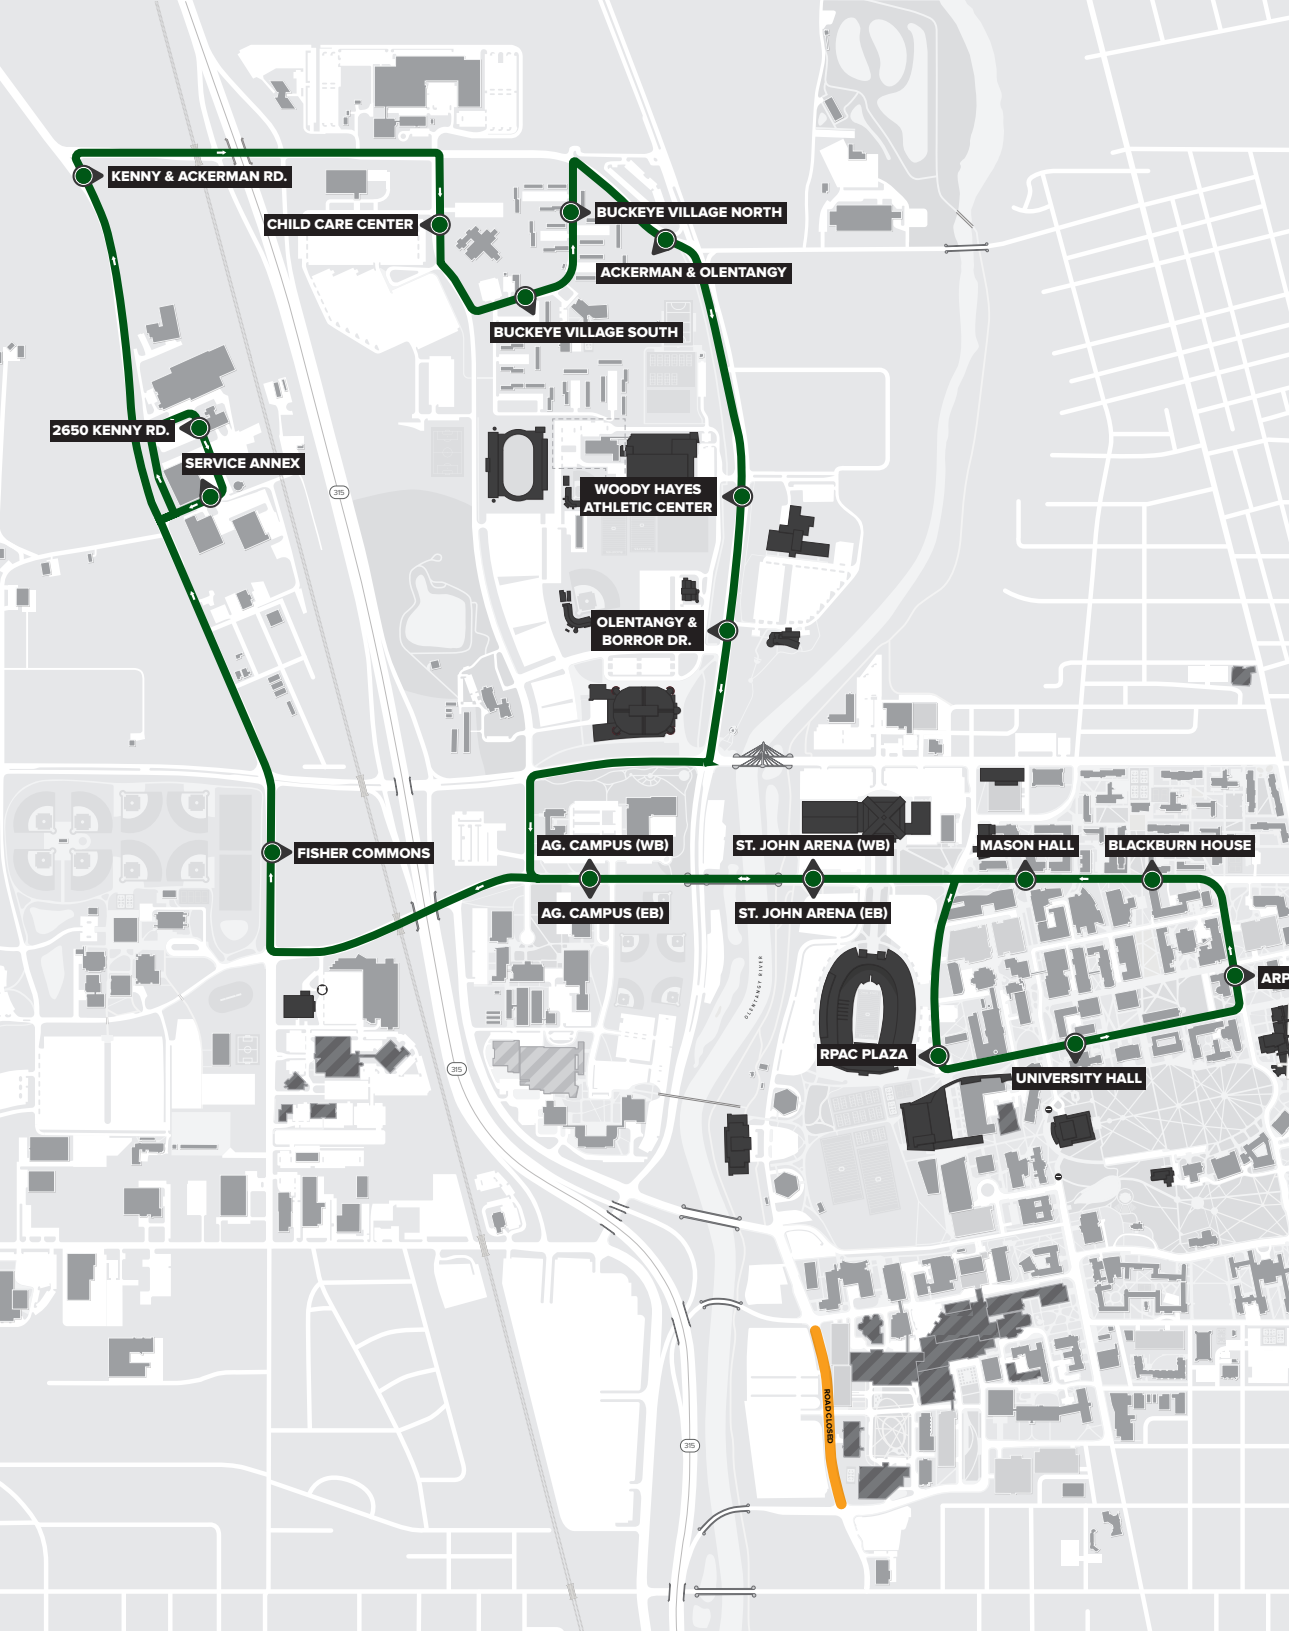 KENNY & ACKERMAN RD.
CHILD CARE CENTER
BUCKEYE VILLAGE NORTH
ACKERMAN & OLENTANGY
BUCKEYE VILLAGE SOUTH
2650 KENNY RD.
SERVICE ANNEX
315
WOODY HAYES
ATHLETIC CENTER
OLENTANGY &
BORROR DR.
FISHER COMMONS
AG. CAMPUS (WB)
ST. JOHN ARENA (WB)
MASON HALL
BLACKBURN HOUSE
AG. CAMPUS (EB)
ST. JOHN ARENA (EB)
ARP
OLENTANGY RIVER
RPAC PLAZA
UNIVERSITY HALL
315
ROAD CLOSED
315